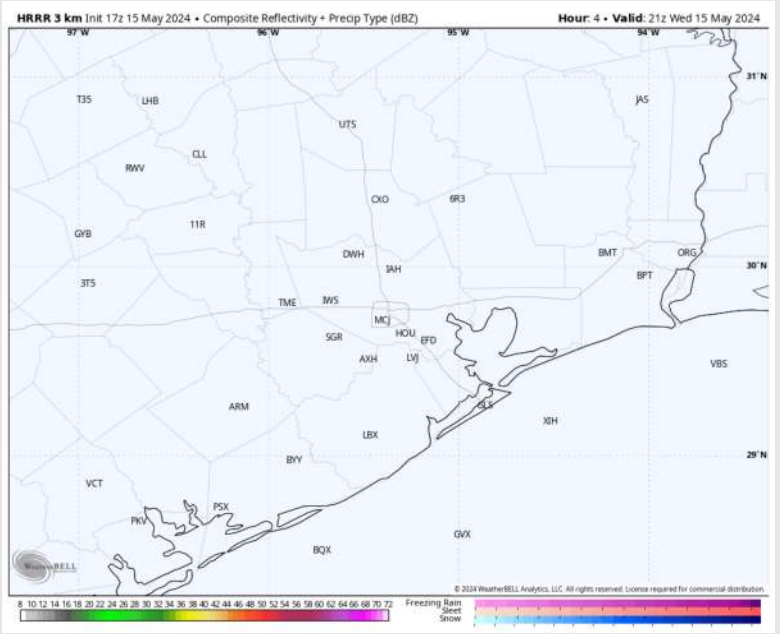 HRRR 3 km Init 17z 15 May 2024 • Composite Reflectivity + Precip Type (dBZ) Hour: 4 • Valid: 21z Wed 15 May 2024
97°W 96°W 95°W 94°W
31°N
T35 LHB JAS
UTS
CLL
RWV
CXO 6R3
11R
GYB
DWH BMT ORG
IAH 30°N
BPT
3T5
TME IWS
MCJ
HOU
SGR EFD
AXH LVJ
VBS
ARM GLS
XIH
LBX
BYY 29°N
VCT
PSX
PKV
GVX
BQX
WeatherBELL
© 2024 WeatherBELL Analytics, LLC. All rights reserved. License required for commercial distribution.
8 10 12 14 16 18 20 22 24 26 28 30 32 34 36 38 40 42 44 46 48 50 52 54 56 58 60 62 64 66 68 70 72
Freezing Rain
Sleet
Snow